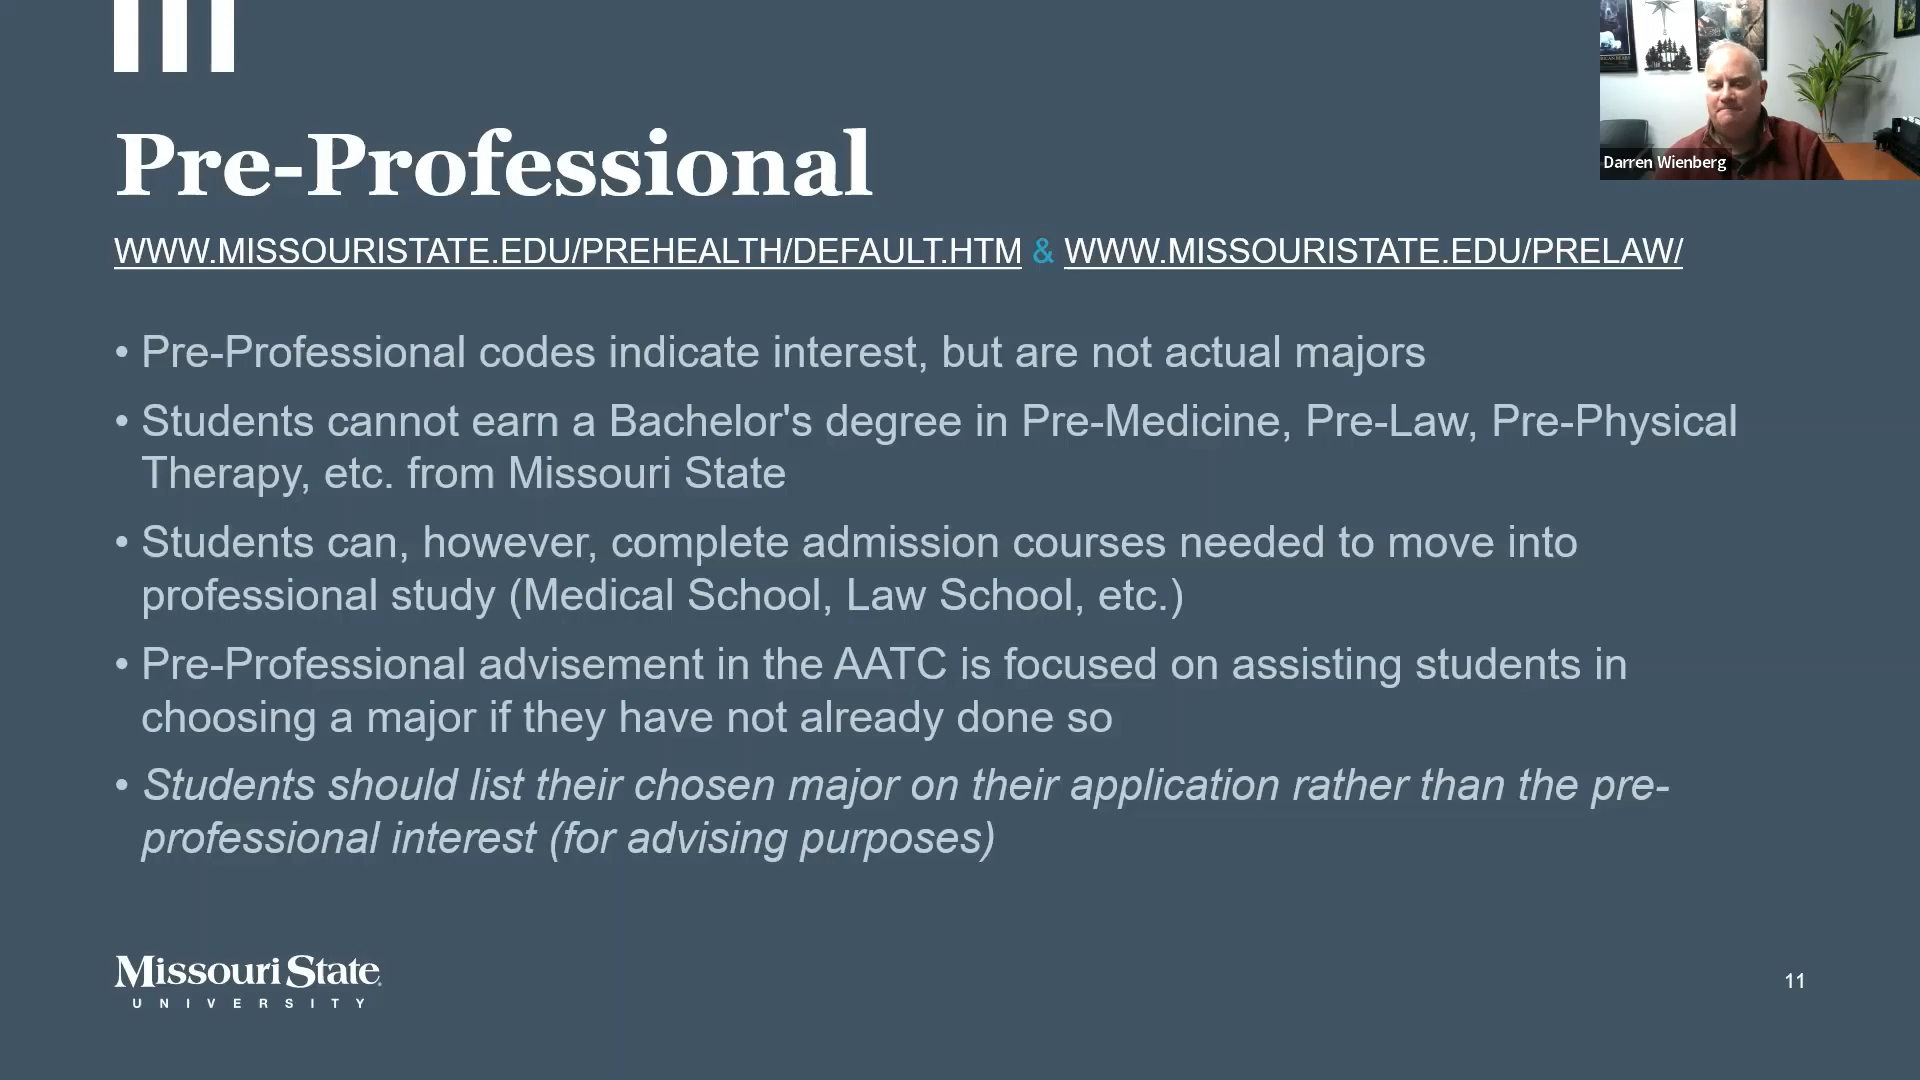 Darren Wienberg
Pre-Professional
WWW.MISSOURISTATE.EDU/PREHEALTH/DEFAULT.HTM & WWW.MISSOURISTATE.EDU/PRELAW/
• Pre-Professional codes indicate interest, but are not actual majors
• Students cannot earn a Bachelor's degree in Pre-Medicine, Pre-Law, Pre-Physical
Therapy, etc. from Missouri State
• Students can, however, complete admission courses needed to move into
professional study (Medical School, Law School, etc.)
• Pre-Professional advisement in the AATC is focused on assisting students in
choosing a major if they have not already done so
• Students should list their chosen major on their application rather than the pre-
professional interest (for advising purposes)
Missouri State
UNIVERSITY
11